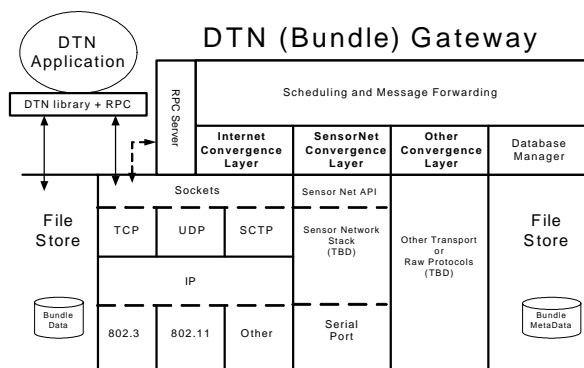 DTN (Bundle) Gateway
DTN
Application
DTN library + RPC
RPC Server
Scheduling and Message Forwarding
Internet
Convergence
Layer
SensorNet
Convergence
Layer
Other
Convergence
Layer
Database
Manager
Sockets
Sensor Net API
File
Store
TCP
UDP
SCTP
Sensor Network
Stack
(TBD)
Other Transport
or
Raw Protocols
(TBD)
File
Store
IP
Bundle
Data
802.3
802.11
Other
Serial
Port
Bundle
MetaData